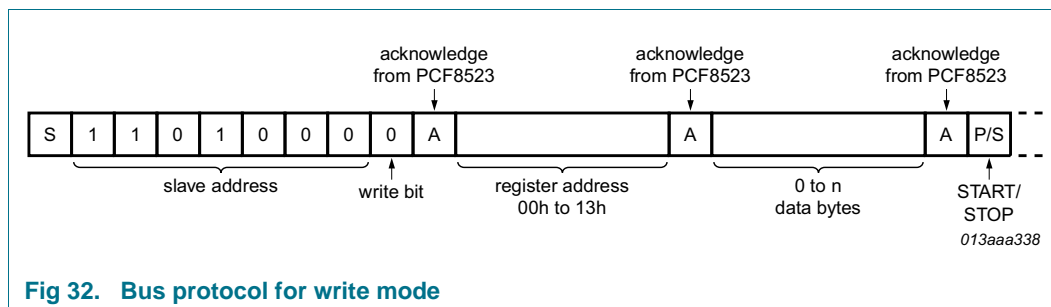 acknowledge
from PCF8523
acknowledge
from PCF8523
acknowledge
from PCF8523
S 1 1 0 1 0 0 0 0 A A A P/S
slave address
write bit
register address
00h to 13h
0 to n
data bytes
START/
STOP
013aaa338
Fig 32. Bus protocol for write mode